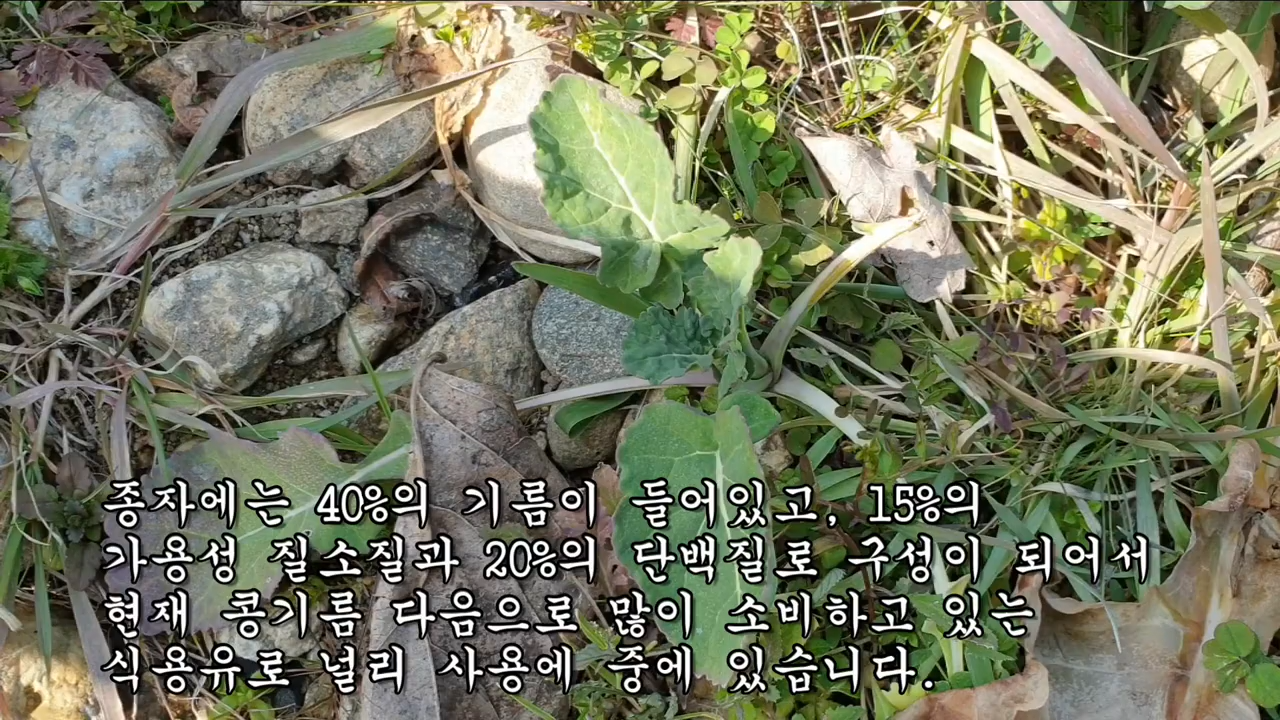 종자에는 40%의 기름이 들어있고, 15%의
가용성 질소질과 20%의 단백질로 구성이 되어서
현재 콩기름 다음으로 많이 소비하고 있는
식용유로 널리 사용에 중에 있습니다.